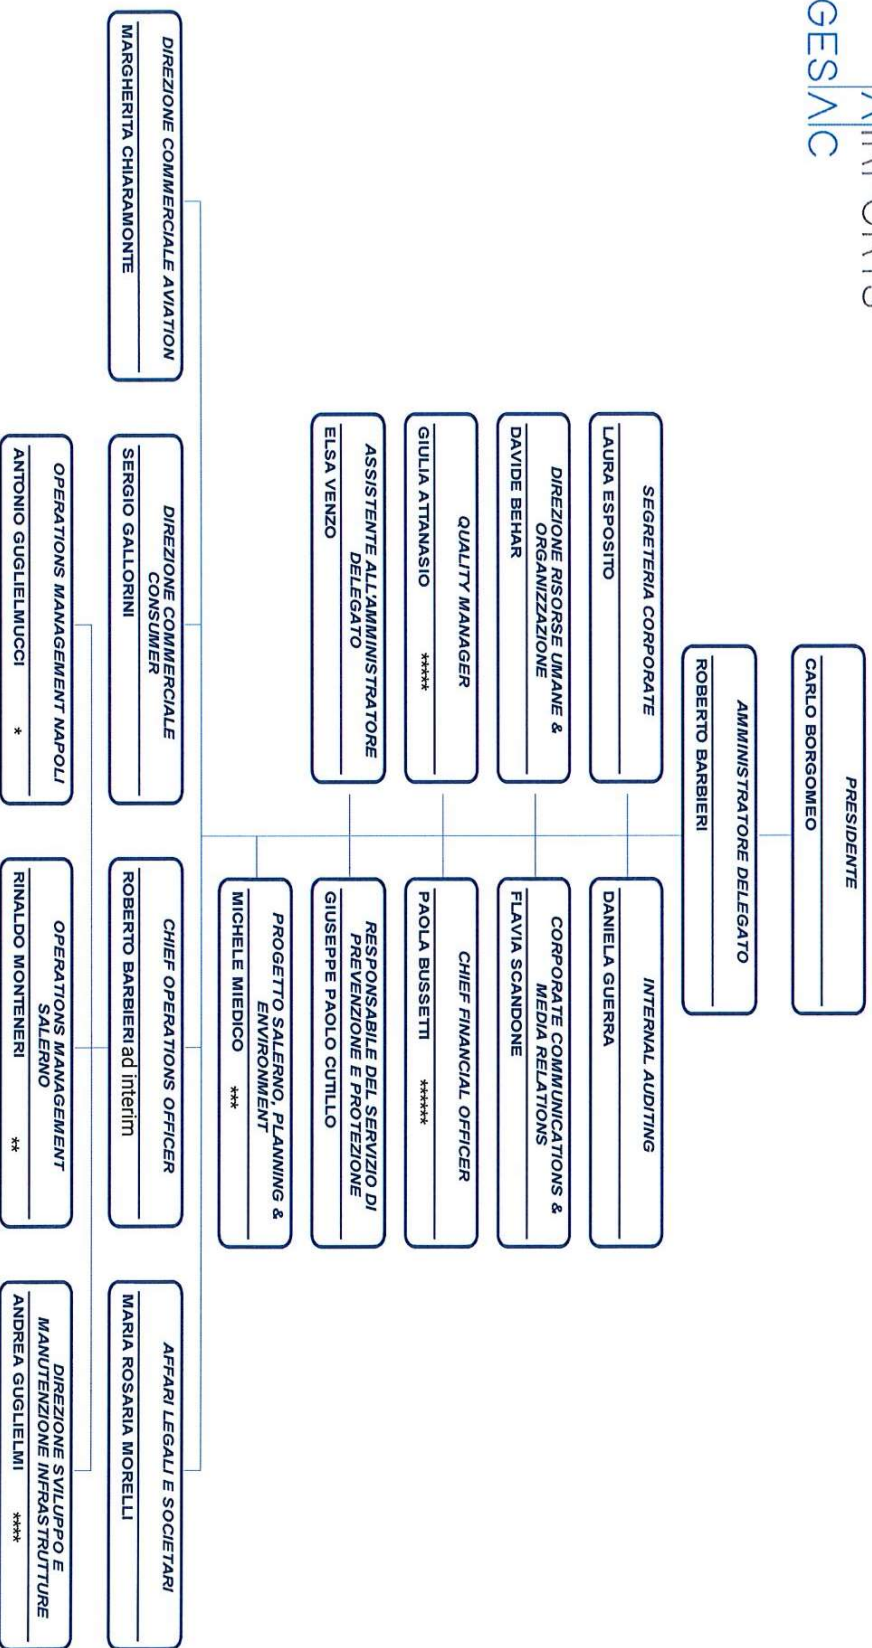 GESAC
PRESIDENTE
CARLO BORGOMEO
AMMINISTRATORE DELEGATO
ROBERTO BARBIERI
SEGRETERIA CORPORATE
LAURA ESPOSITO
INTERNAL AUDITING
DANIELA GUERRA
DIREZIONE RISORSE UMANE &
ORGANIZZAZIONE
DAVIDE BEHAR
CORPORATE COMMUNICATIONS &
MEDIA RELATIONS
FLAVIA SCANDONE
QUALITY MANAGER
GIULIA ATTANASIO *****
CHIEF FINANCIAL OFFICER
PAOLA BUSSETTI ******
ASSISTENTE ALL'AMMINISTRATORE
DELEGATO
ELSA VENZO
RESPONSABILE DEL SERVIZIO DI
PREVENZIONE E PROTEZIONE
GIUSEPPE PAOLO CUTILLO
PROGETTO SALERNO, PLANNING &
ENVIRONMENT
MICHELE MIEDICO ***
DIREZIONE COMMERCIALE AVIATION
MARGHERITA CHIARAMONTE
DIREZIONE COMMERCIALE
CONSUMER
SERGIO GALLORINI
CHIEF OPERATIONS OFFICER
ROBERTO BARBIERI ad interim
AFFARI LEGALI E SOCIETARI
MARIA ROSARIA MORELLI
OPERATIONS MANAGEMENT NAPOLI
ANTONIO GUGLIELMUCCI *
OPERATIONS MANAGEMENT
SALERNO
RINALDO MONTENERI **
DIREZIONE SVILUPPO E
MANUTENZIONE INFRASTRUTTURE
ANDREA GUGLIELMI ****